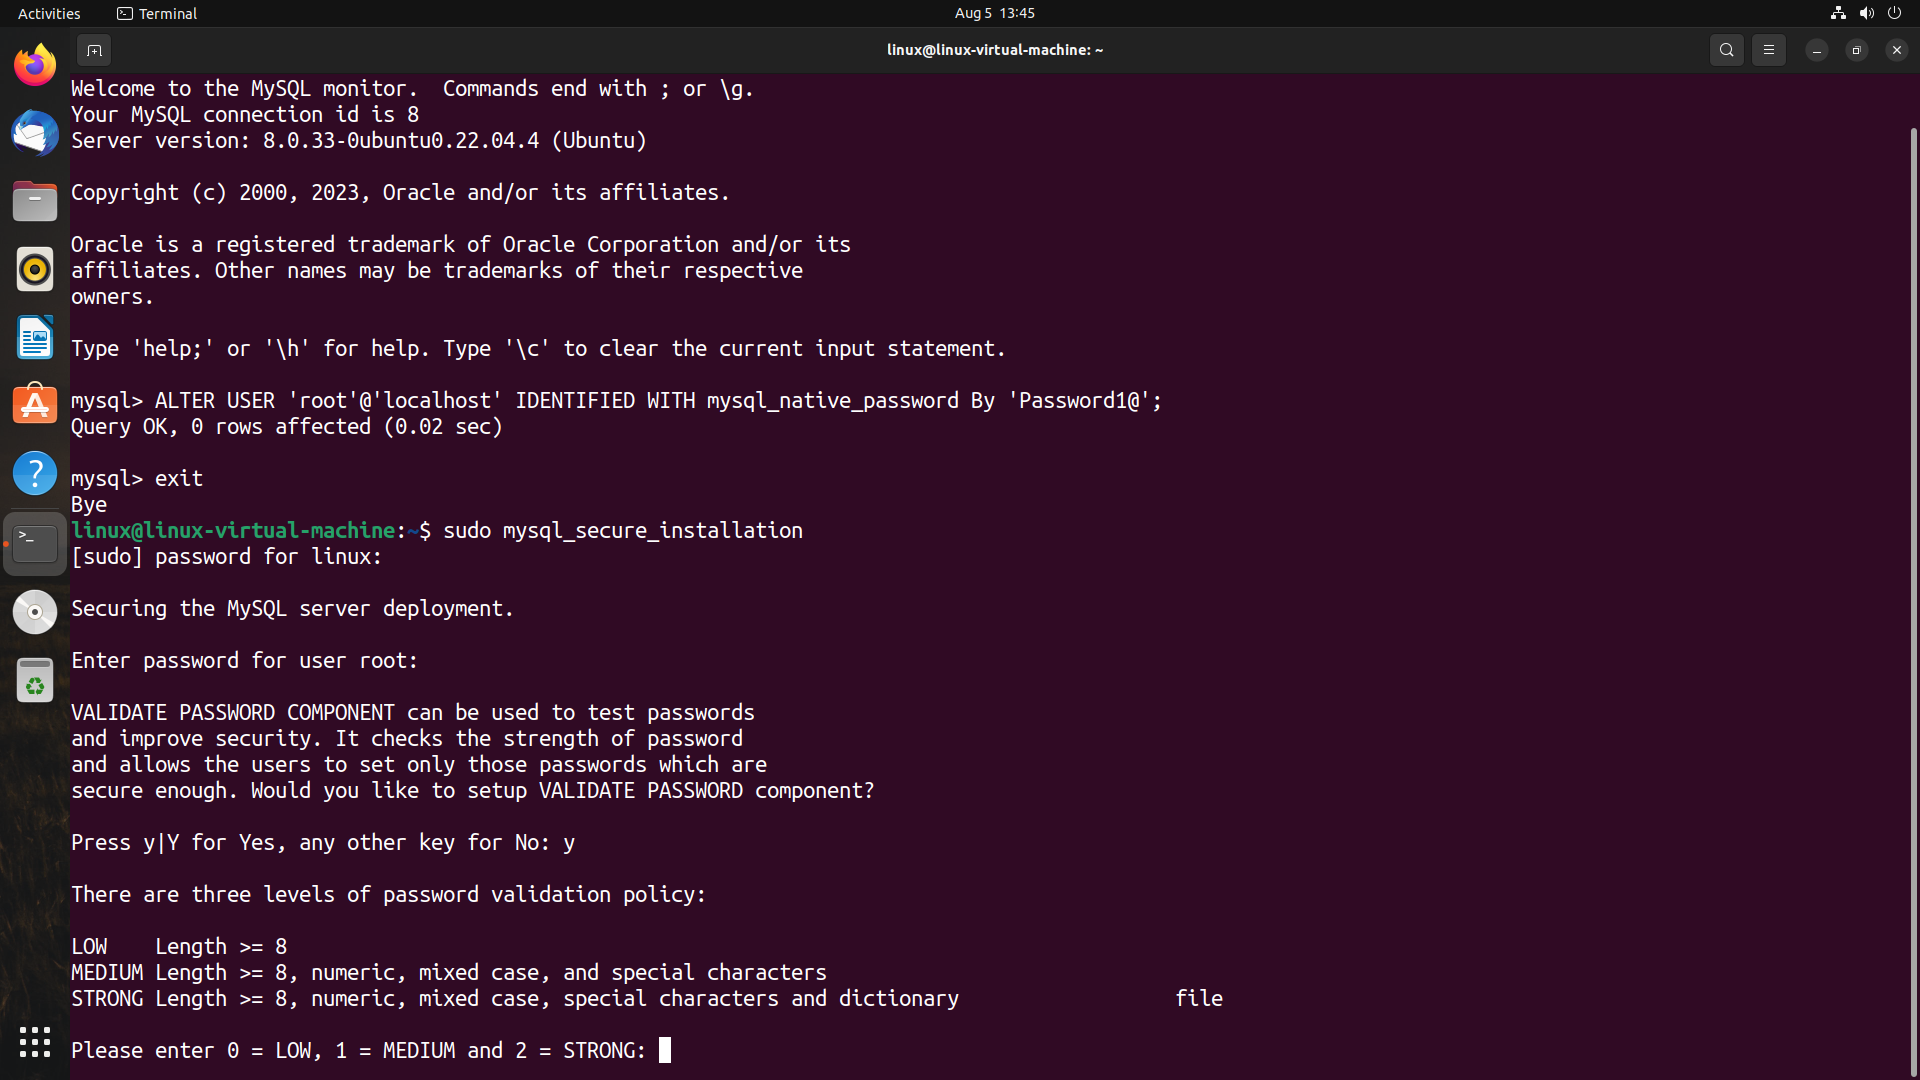 Activities Terminal Aug 5 13:45
linux@linux-virtual-machine: ~
Welcome to the MySQL monitor.  Commands end with ; or \g.
Your MySQL connection id is 8
Server version: 8.0.33-0ubuntu0.22.04.4 (Ubuntu)
Copyright (c) 2000, 2023, Oracle and/or its affiliates.
Oracle is a registered trademark of Oracle Corporation and/or its
affiliates. Other names may be trademarks of their respective
owners.
Type 'help;' or '\h' for help. Type '\c' to clear the current input statement.
mysql> ALTER USER 'root'@'localhost' IDENTIFIED WITH mysql_native_password By 'Password1@';
Query OK, 0 rows affected (0.02 sec)
mysql> exit
Bye
linux@linux-virtual-machine:~$ sudo mysql_secure_installation
[sudo] password for linux:
Securing the MySQL server deployment.
Enter password for user root:
VALIDATE PASSWORD COMPONENT can be used to test passwords
and improve security. It checks the strength of password
and allows the users to set only those passwords which are
secure enough. Would you like to setup VALIDATE PASSWORD component?
Press y|Y for Yes, any other key for No: y
There are three levels of password validation policy:
LOW    Length >= 8
MEDIUM Length >= 8, numeric, mixed case, and special characters
STRONG Length >= 8, numeric, mixed case, special characters and dictionary                  file
Please enter 0 = LOW, 1 = MEDIUM and 2 = STRONG: